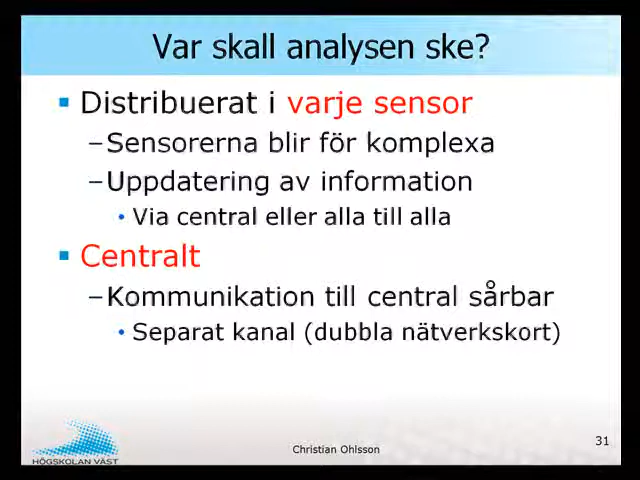 Var skall analysen ske?
Distribuerat i varje sensor
–Sensorerna blir för komplexa
–Uppdatering av information
• Via central eller alla till alla
Centralt
–Kommunikation till central sårbar
• Separat kanal (dubbla nätverkskort)
31
Christian Ohlsson
HÖGSKOLAN VÄST